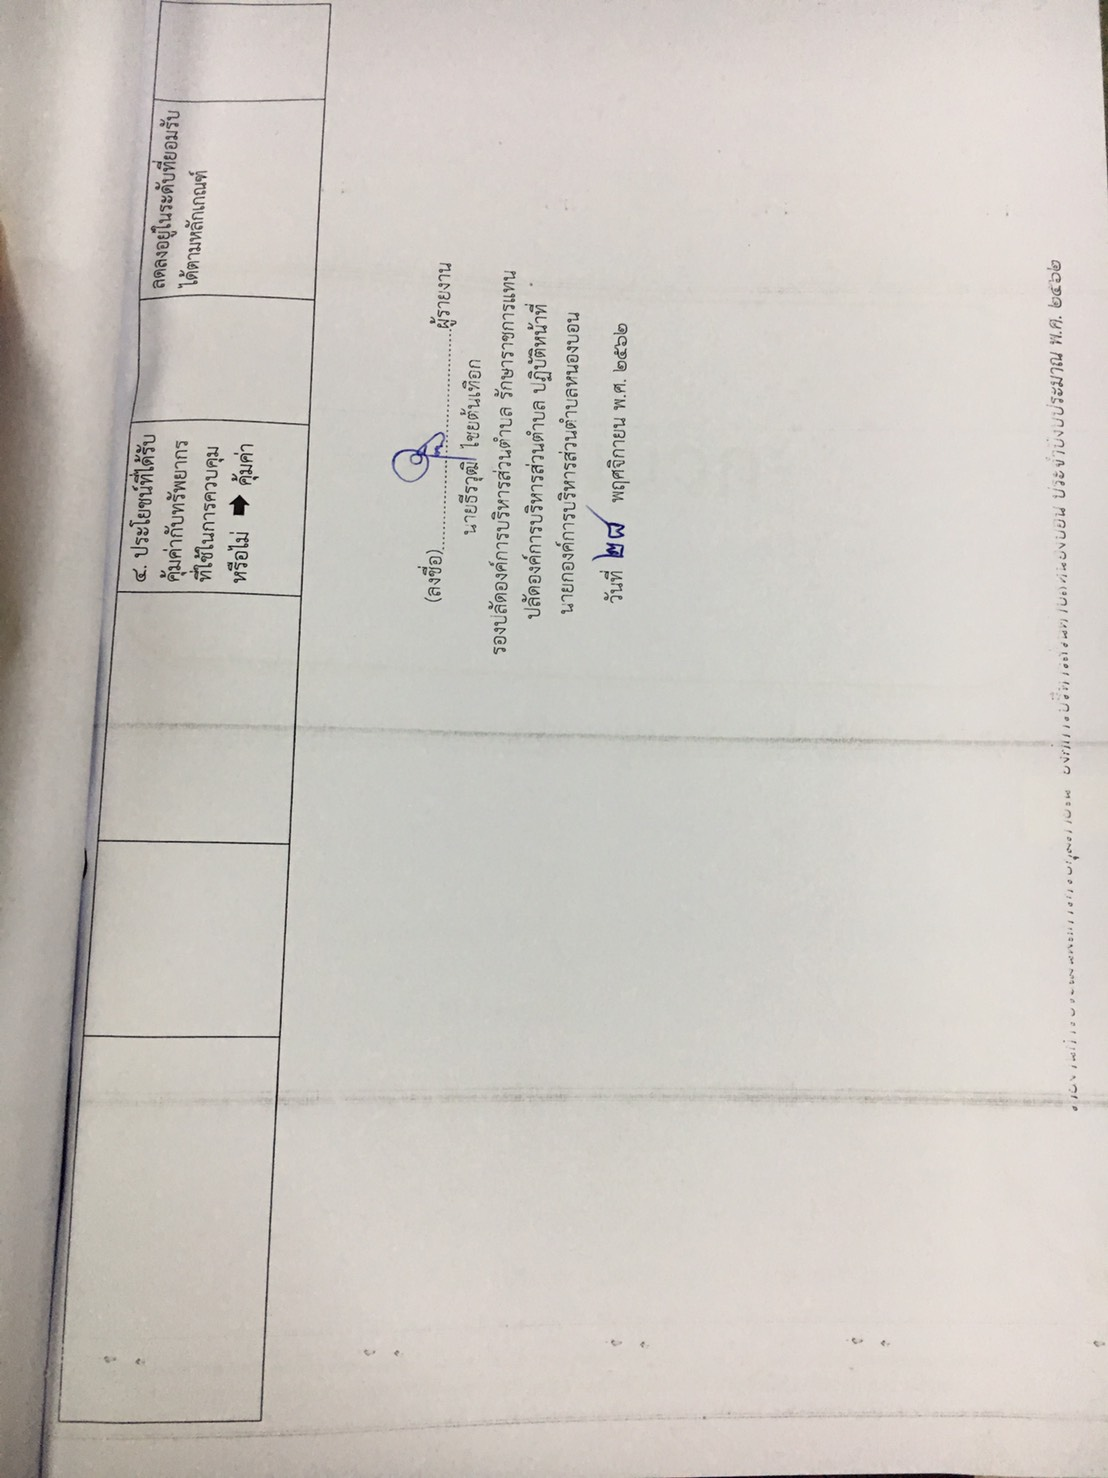 ๔. ประโยชน์ที่ได้รับ
คุ้มค่ากับทรัพยากร
ที่ใช้ในการควบคุม
หรือไม่ ➡ คุ้มค่า
ลดลงอยู่ในระดับที่ยอมรับ
ได้ตามหลักเกณฑ์
(ลงชื่อ)..............................ผู้รายงาน
นายธีรวุฒิ ไชยต้นเทือก
รองปลัดองค์การบริหารส่วนตำบล รักษาราชการแทน
ปลัดองค์การบริหารส่วนตำบล ปฏิบัติหน้าที่
นายกองค์การบริหารส่วนตำบลหนองบอน
วันที่ ๒๘ พฤศจิกายน พ.ศ. ๒๕๖๒
ประจำปีงบประมาณ พ.ศ. ๒๕๖๒